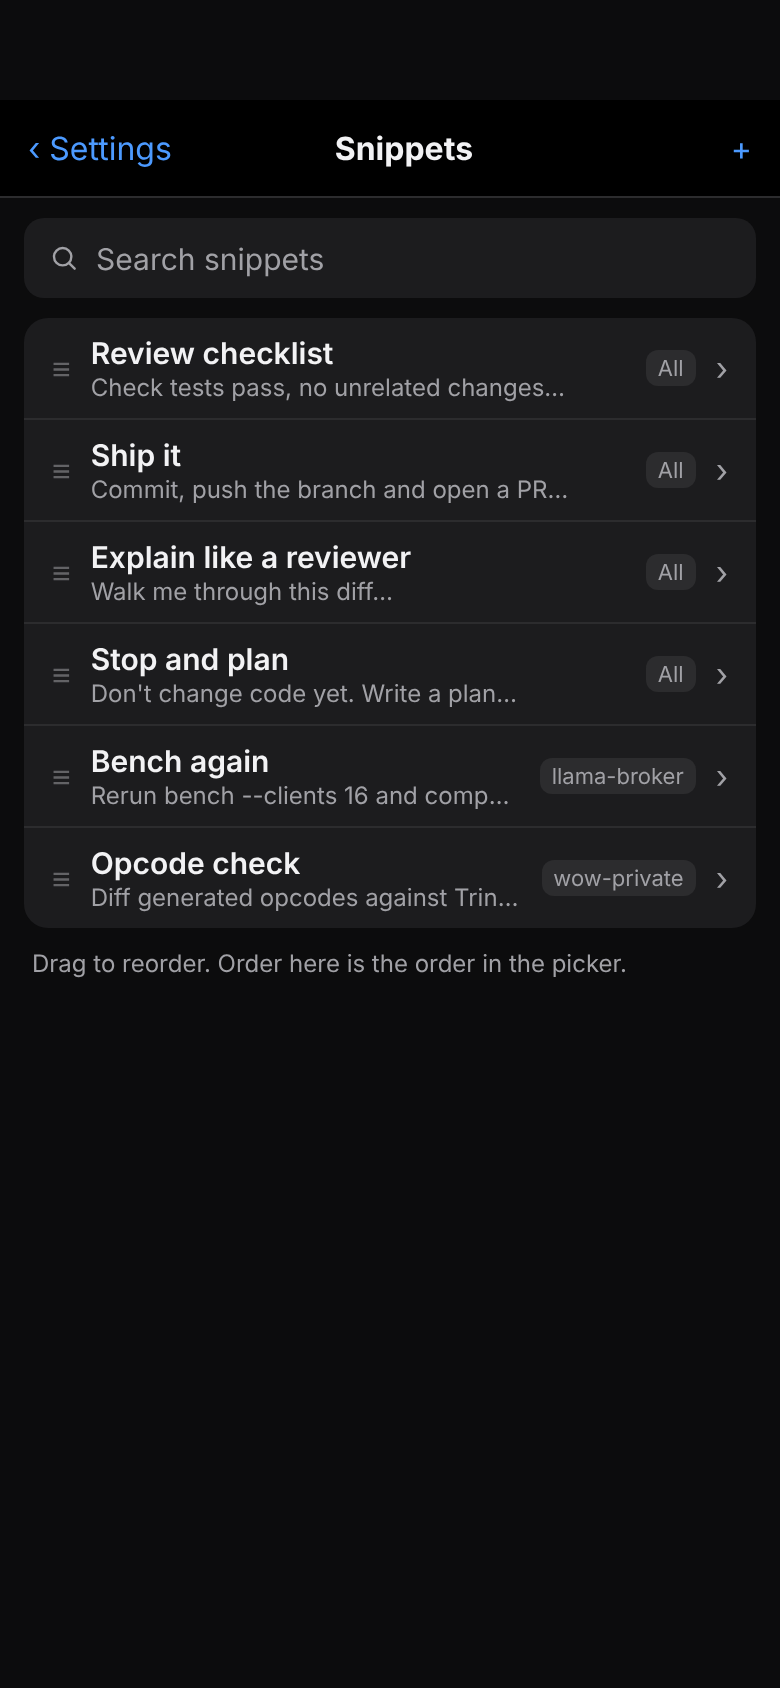 ‹ Settings
Snippets
+
Search snippets
Review checklist
Check tests pass, no unrelated changes...
All ›
Ship it
Commit, push the branch and open a PR...
All ›
Explain like a reviewer
Walk me through this diff...
All ›
Stop and plan
Don't change code yet. Write a plan...
All ›
Bench again
Rerun bench --clients 16 and comp...
llama-broker ›
Opcode check
Diff generated opcodes against Trin...
wow-private ›
Drag to reorder. Order here is the order in the picker.